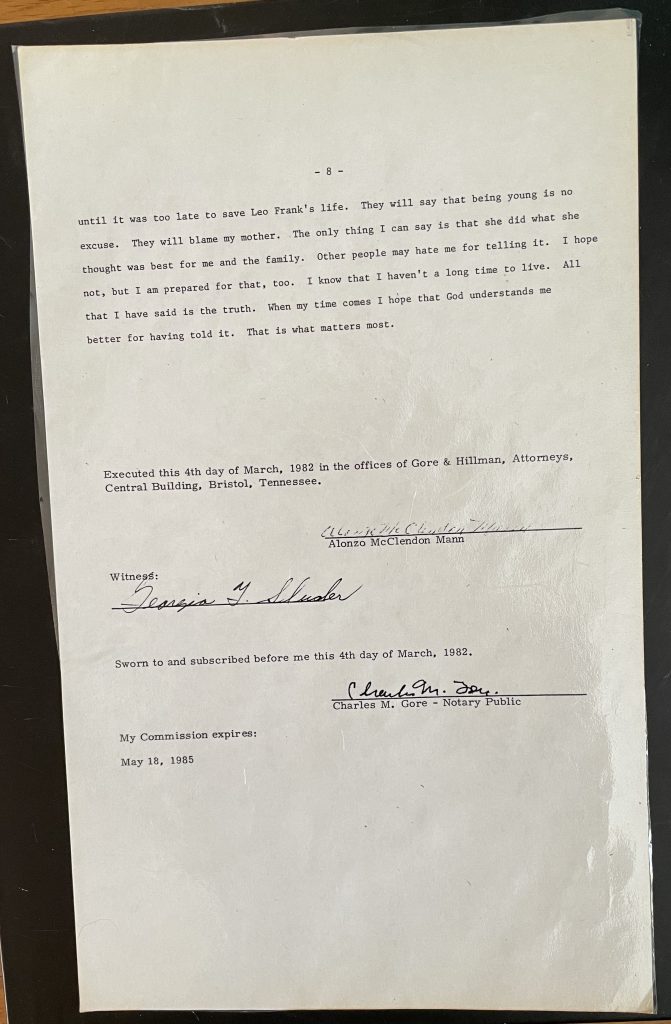 - 8 -
until it was too late to save Leo Frank's life. They will say that being young is no
excuse. They will blame my mother. The only thing I can say is that she did what she
thought was best for me and the family. Other people may hate me for telling it. I hope
not, but I am prepared for that, too. I know that I haven't a long time to live. All
that I have said is the truth. When my time comes I hope that God understands me
better for having told it. That is what matters most.
Executed this 4th day of March, 1982 in the offices of Gore & Hillman, Attorneys,
Central Building, Bristol, Tennessee.
Alonzo McClendon Mann
Alonzo McClendon Mann
Witness:
Georgia Y.
Sworn to and subscribed before me this 4th day of March, 1982.
Charles M. Gore
Charles M. Gore - Notary Public
My Commission expires:
May 18, 1985